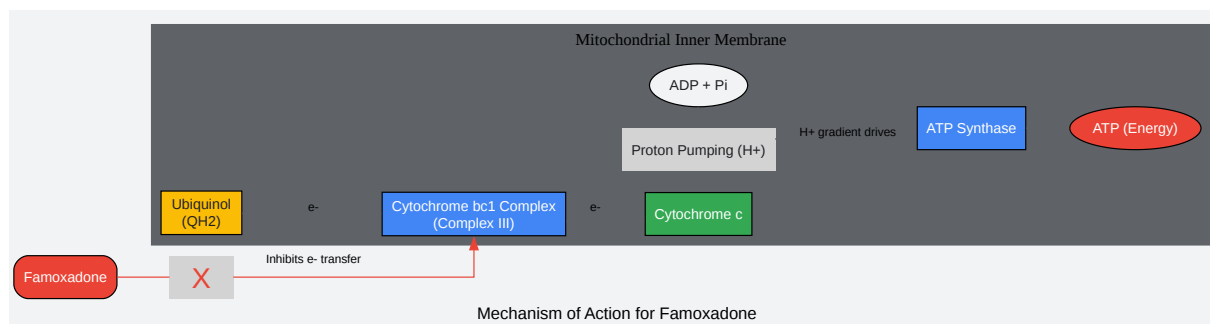 Mitochondrial Inner Membrane
ADP + Pi
Proton Pumping (H+)
H+ gradient drives
ATP Synthase
ATP (Energy)
Ubiquinol
(QH2)
e-
Cytochrome bc1 Complex
(Complex III)
e-
Cytochrome c
Famoxadone
X
Inhibits e- transfer
Mechanism of Action for Famoxadone